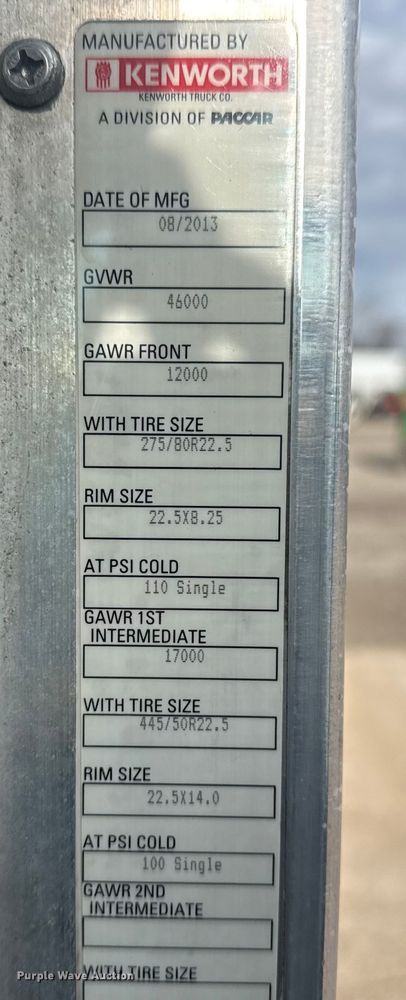 MANUFACTURED BY
KENWORTH
KENWORTH TRUCK CO.
A DIVISION OF PACCAR
DATE OF MFG
08/2013
GVWR
46000
GAWR FRONT
12000
WITH TIRE SIZE
275/80R22.5
RIM SIZE
22.5X8.25
AT PSI COLD
110 Single
GAWR 1ST
INTERMEDIATE
17000
WITH TIRE SIZE
445/50R22.5
RIM SIZE
22.5X14.0
AT PSI COLD
100 Single
GAWR 2ND
INTERMEDIATE
WITH TIRE SIZE
Purple Wave Auction